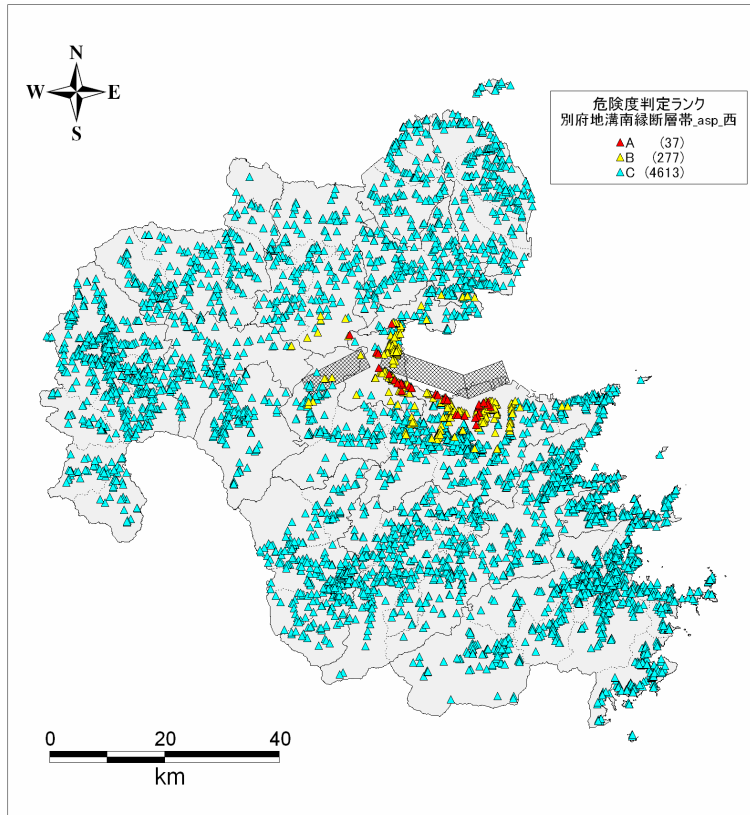 N
W E
S
危険度判定ランク
別府地溝南縁断層帯_asp_西
A (37)
B (277)
C (4613)
0 20 40
km